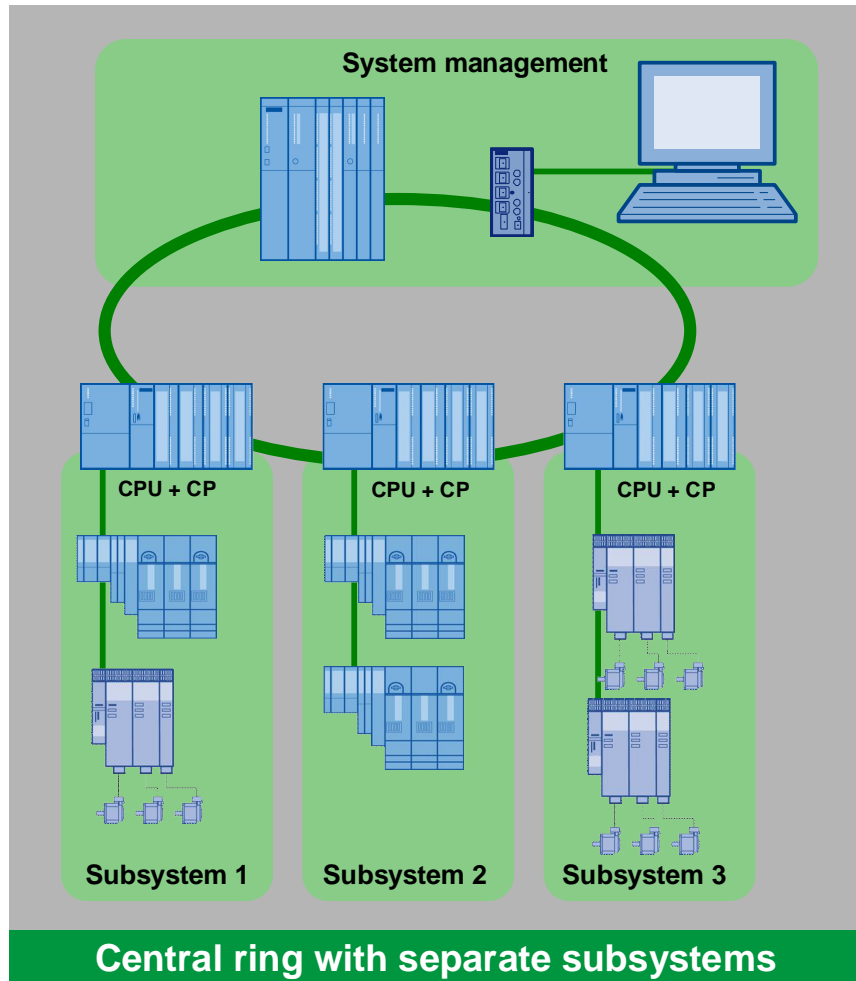 System management
CPU + CP
CPU + CP
CPU + CP
Subsystem 1
Subsystem 2
Subsystem 3
Central ring with separate subsystems